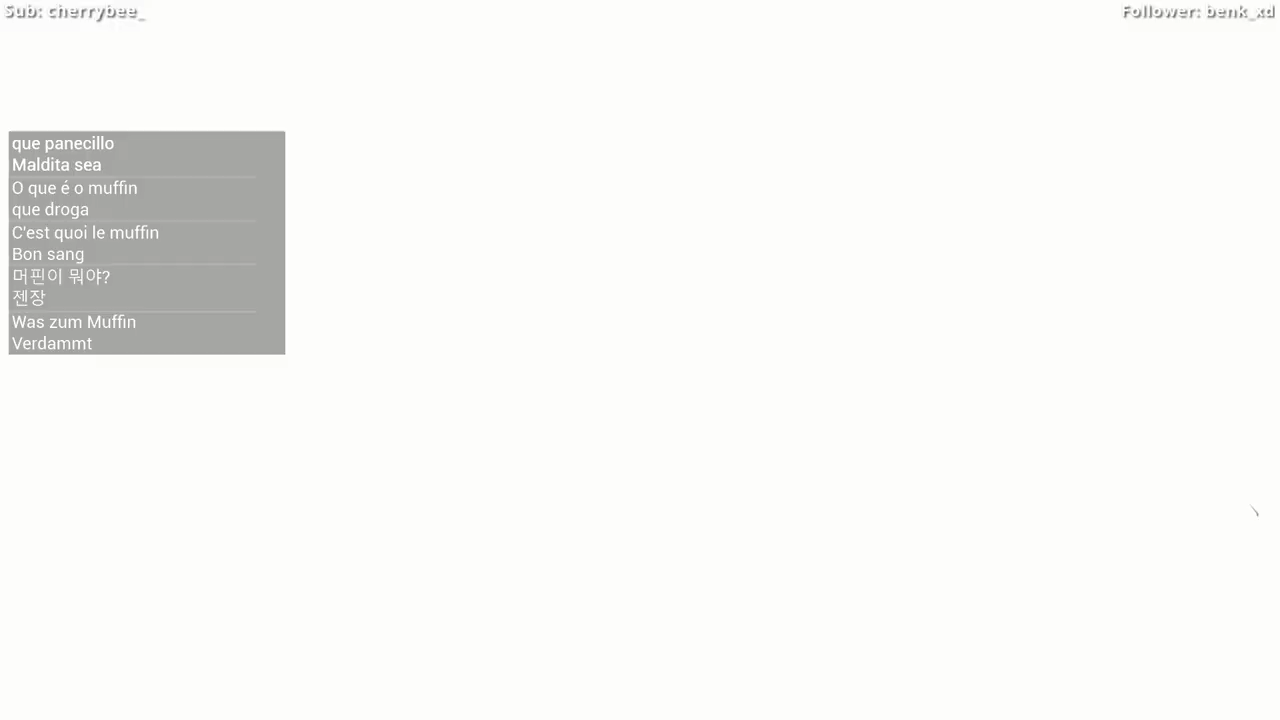 Sub: cherrybee_
Follower: benk_xd
que panecillo
Maldita sea
O que é o muffin
que droga
C'est quoi le muffin
Bon sang
머핀이 뭐야?
젠장
Was zum Muffin
Verdammt